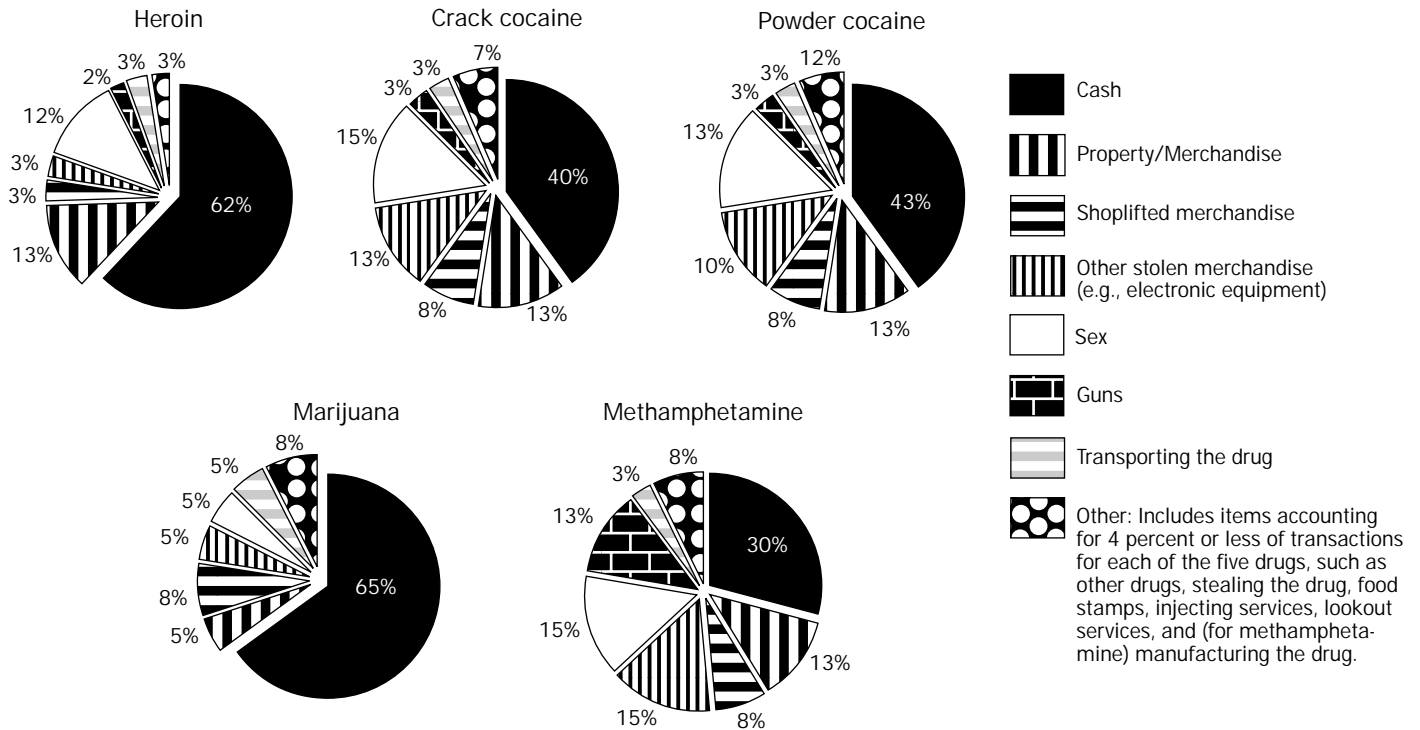 Heroin
3%
3%
2%
12%
3%
3%
13%
62%
Crack cocaine
7%
3%
3%
15%
13%
8%
13%
40%
Powder cocaine
12%
3%
3%
13%
10%
8%
13%
43%
Marijuana
8%
5%
5%
5%
8%
5%
65%
Methamphetamine
8%
3%
13%
15%
15%
8%
13%
30%
Cash
Property/Merchandise
Shoplifted merchandise
Other stolen merchandise
(e.g., electronic equipment)
Sex
Guns
Transporting the drug
Other: Includes items accounting
for 4 percent or less of transactions
for each of the five drugs, such as
other drugs, stealing the drug, food
stamps, injecting services, lookout
services, and (for methampheta-
mine) manufacturing the drug.